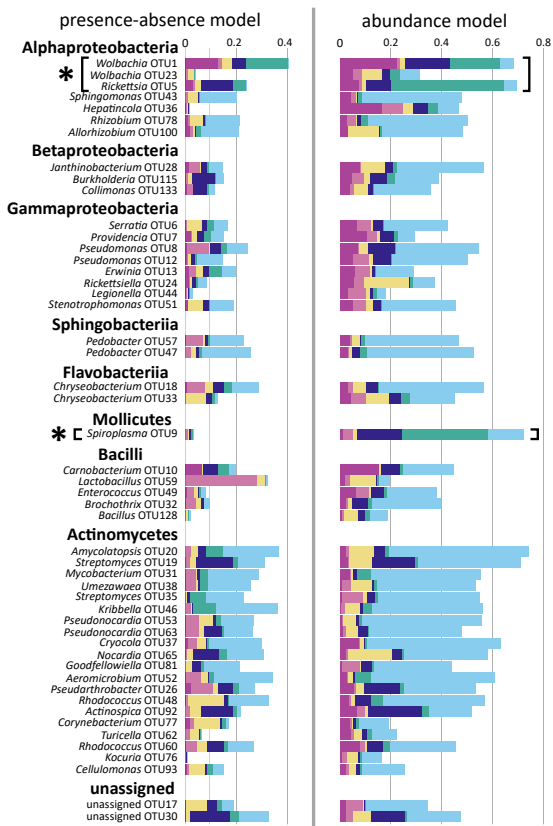 presence-absence model
abundance model
0 0.2 0.4
0 0.2 0.4 0.6 0.8
Alphaproteobacteria
Wolbachia OTU1
Wolbachia OTU23
* Rickettsia OTU5
Sphingomonas OTU43
Hepatincola OTU36
Rhizobium OTU78
Allorhizobium OTU100
Betaproteobacteria
Janthinobacterium OTU28
Burkholderia OTU115
Collimonas OTU133
Gammaproteobacteria
Serratia OTU6
Providencia OTU7
Pseudomonas OTU8
Pseudomonas OTU12
Erwinia OTU13
Rickettsiella OTU24
Legionella OTU44
Stenotrophomonas OTU51
Sphingobacteriia
Pedobacter OTU57
Pedobacter OTU47
Flavobacteriia
Chryseobacterium OTU18
Chryseobacterium OTU33
Mollicutes
* Spiroplasma OTU9
Bacilli
Carnobacterium OTU10
Lactobacillus OTU59
Enterococcus OTU49
Brochothrix OTU32
Bacillus OTU128
Actinomycetes
Amycolatopsis OTU20
Streptomyces OTU19
Mycobacterium OTU31
Umezawaea OTU38
Streptomyces OTU35
Kribbella OTU46
Pseudonocardia OTU53
Pseudonocardia OTU63
Cryocola OTU37
Nocardia OTU65
Goodfellowiella OTU81
Aeromicrobium OTU52
Pseudarthrobacter OTU26
Rhodococcus OTU48
Actinospica OTU92
Corynebacterium OTU77
Turicella OTU62
Rhodococcus OTU60
Kocuria OTU76
Cellulomonas OTU93
unassigned
unassigned OTU17
unassigned OTU30